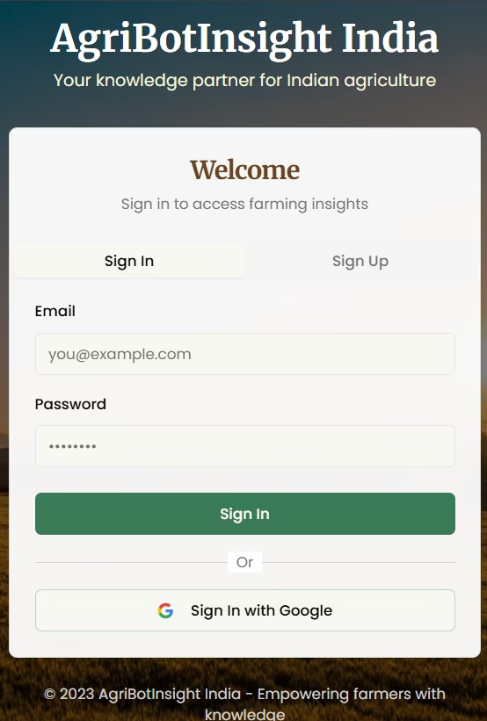 AgriBotInsight India
Your knowledge partner for Indian agriculture
Welcome
Sign in to access farming insights
Sign In
Sign Up
Email
you@example.com
Password
••••••••
Sign In
Or
Sign In with Google
© 2023 AgriBotInsight India - Empowering farmers with
knowledge